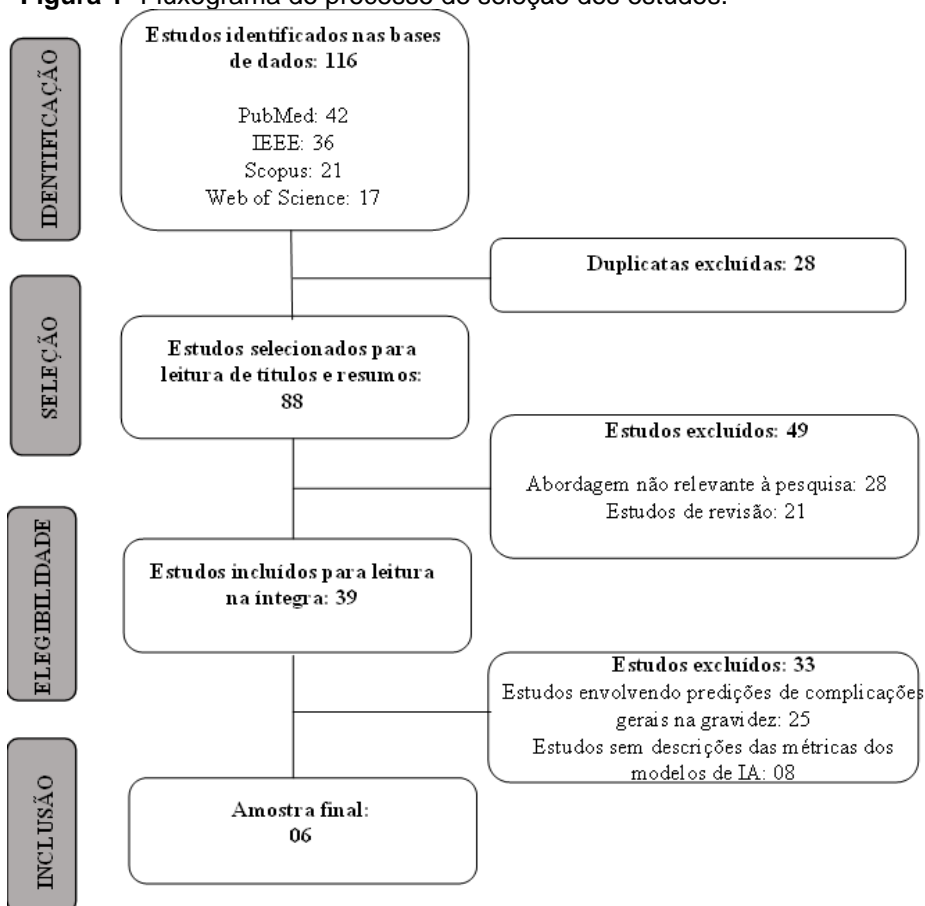 Figura 1- Fluxograma do processo de seleção dos estudos.
IDENTIFICAÇÃO
Estudos identificados nas bases
de dados: 116
PubMed: 42
IEEE: 36
Scopus: 21
Web of Science: 17
Duplicatas excluídas: 28
SELEÇÃO
Estudos selecionados para
leitura de títulos e resumos:
88
Estudos excluídos: 49
Abordagem não relevante à pesquisa: 28
Estudos de revisão: 21
ELEGIBILIDADE
Estudos incluídos para leitura
na íntegra: 39
Estudos excluídos: 33
Estudos envolvendo predições de complicações
gerais na gravidez: 25
Estudos sem descrições das métricas dos
modelos de IA: 08
INCLUSÃO
Amostra final:
06